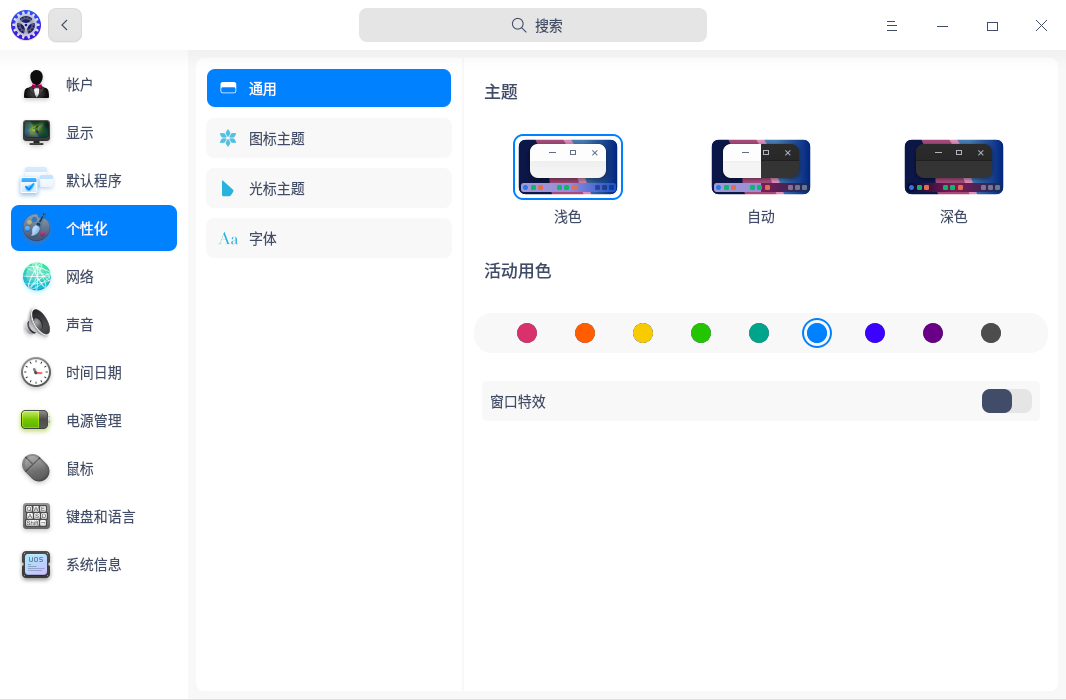 搜索
帐户
显示
默认程序
个性化
网络
声音
时间日期
电源管理
鼠标
键盘和语言
UOS
系统信息
通用
图标主题
光标主题
Aa 字体
主题
浅色
自动
深色
活动用色
窗口特效